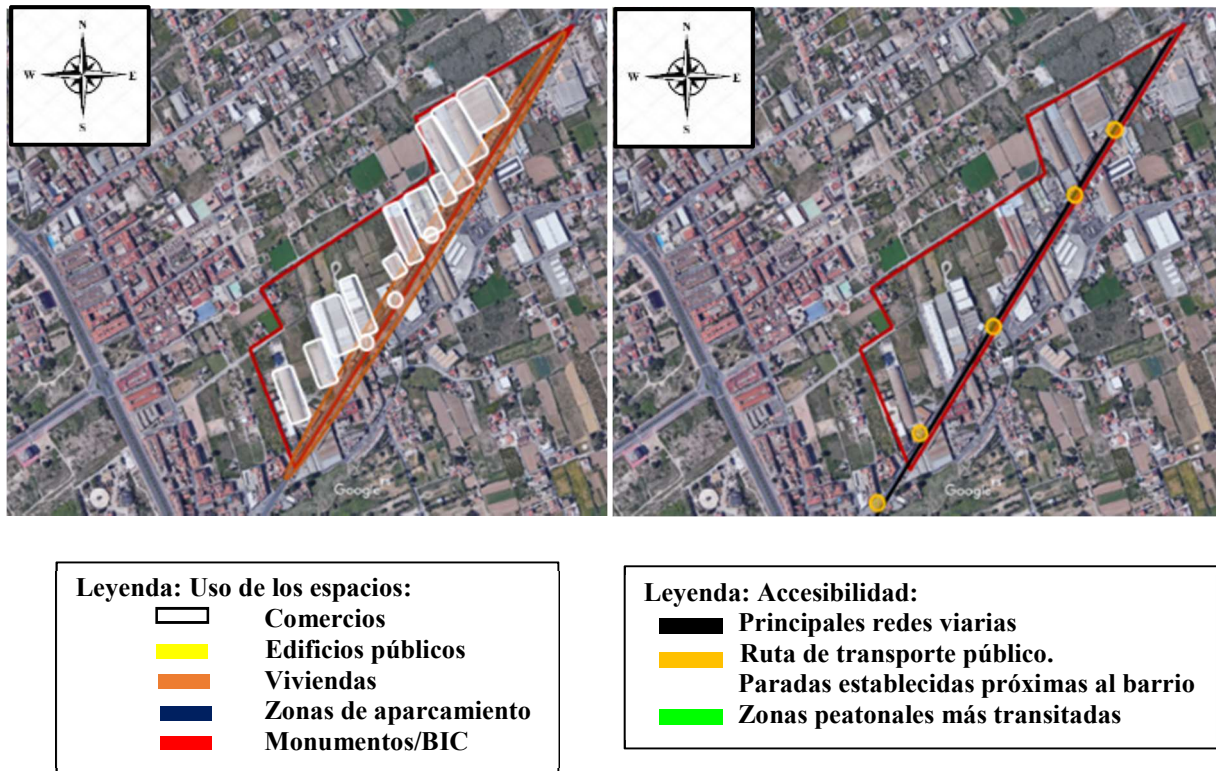 N
W E
S
Google
N
W E
S
Google
Leyenda: Uso de los espacios:
Comercios
Edificios públicos
Viviendas
Zonas de aparcamiento
Monumentos/BIC
Leyenda: Accesibilidad:
Principales redes viarias
Ruta de transporte público.
Paradas establecidas próximas al barrio
Zonas peatonales más transitadas